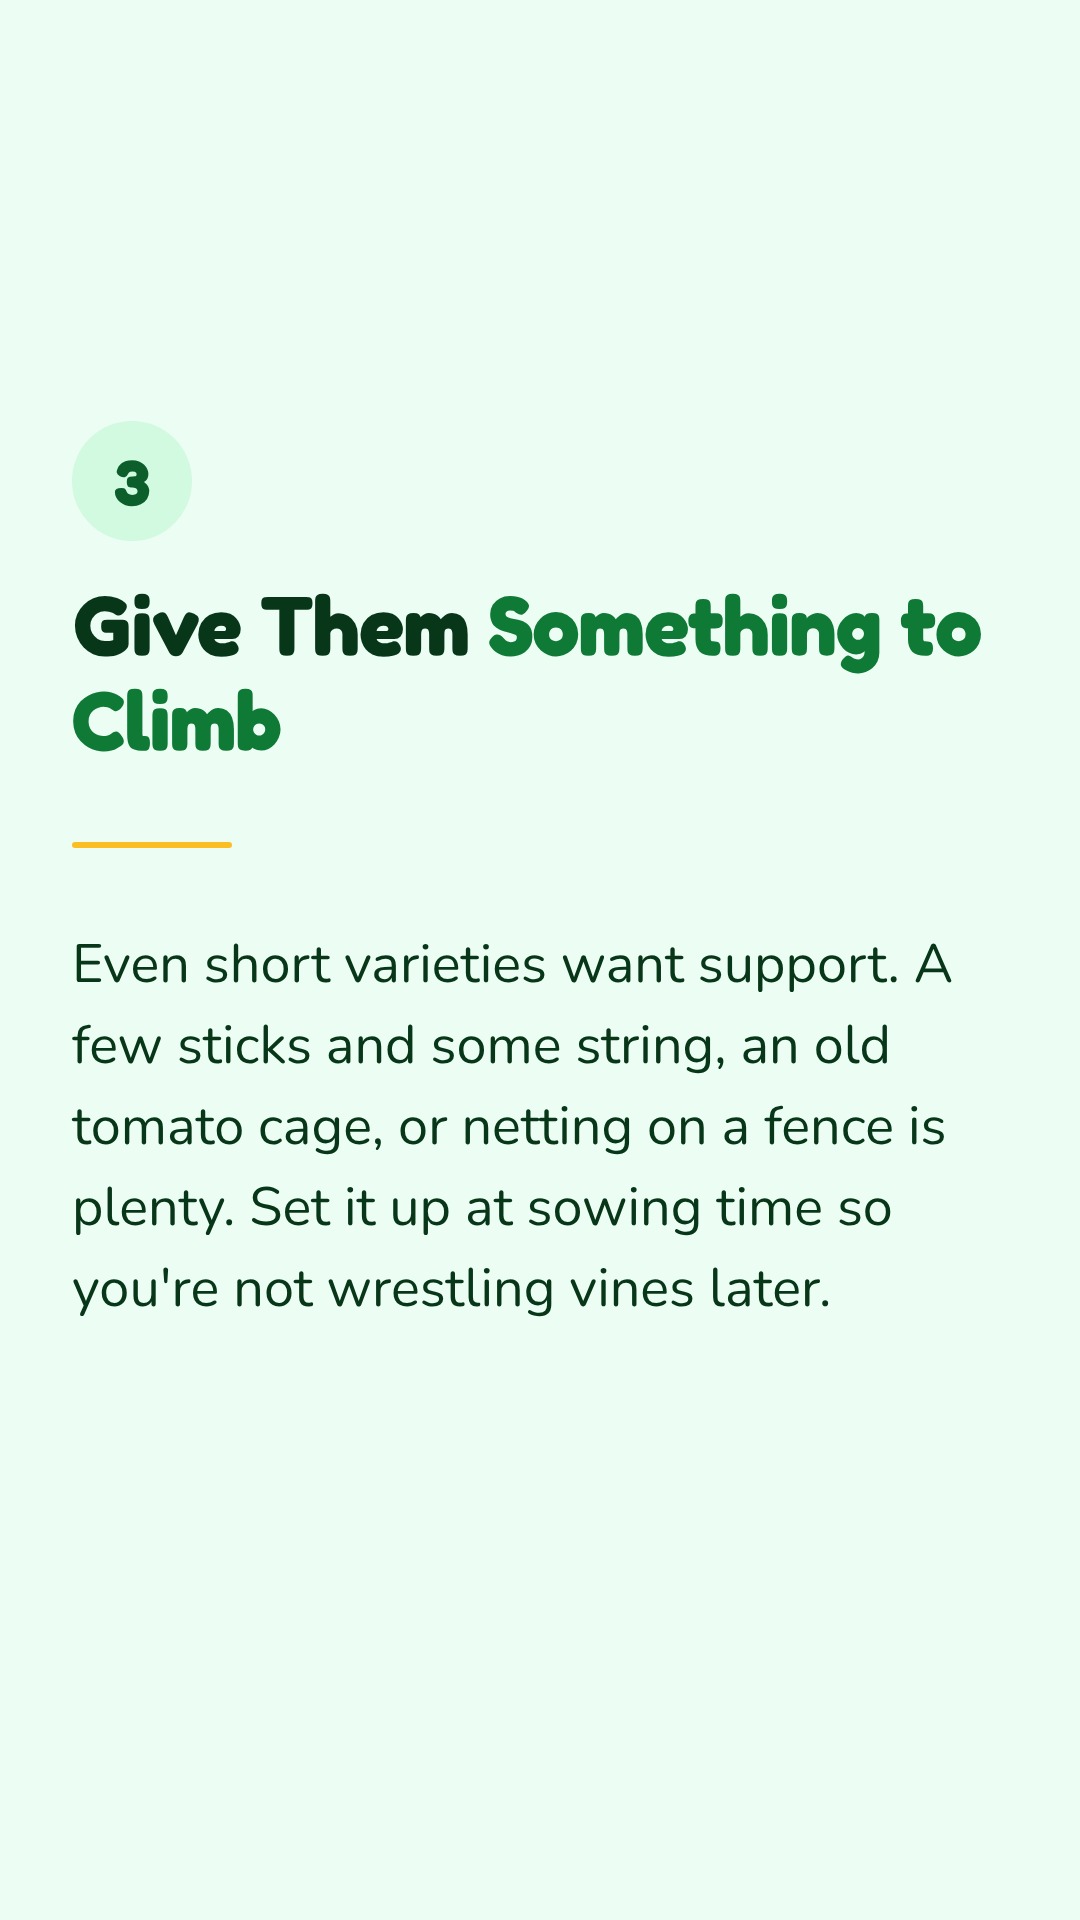 3
Give Them Something to
Climb
Even short varieties want support. A
few sticks and some string, an old
tomato cage, or netting on a fence is
plenty. Set it up at sowing time so
you're not wrestling vines later.